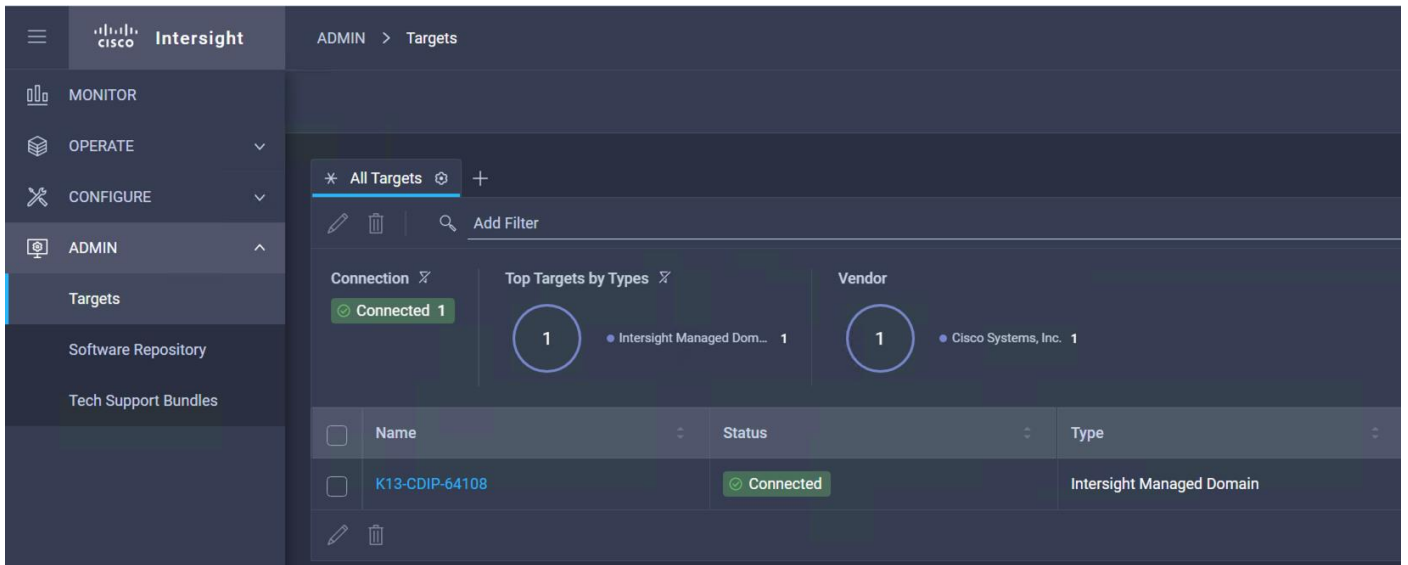 CISCO Intersight
ADMIN > Targets
MONITOR
OPERATE
CONFIGURE
ADMIN
Targets
Software Repository
Tech Support Bundles
All Targets +
Add Filter
Connection
Connected 1
Top Targets by Types
1
Intersight Managed Dom... 1
Vendor
1
Cisco Systems, Inc. 1
Name Status Type
K13-CDIP-64108 Connected Intersight Managed Domain